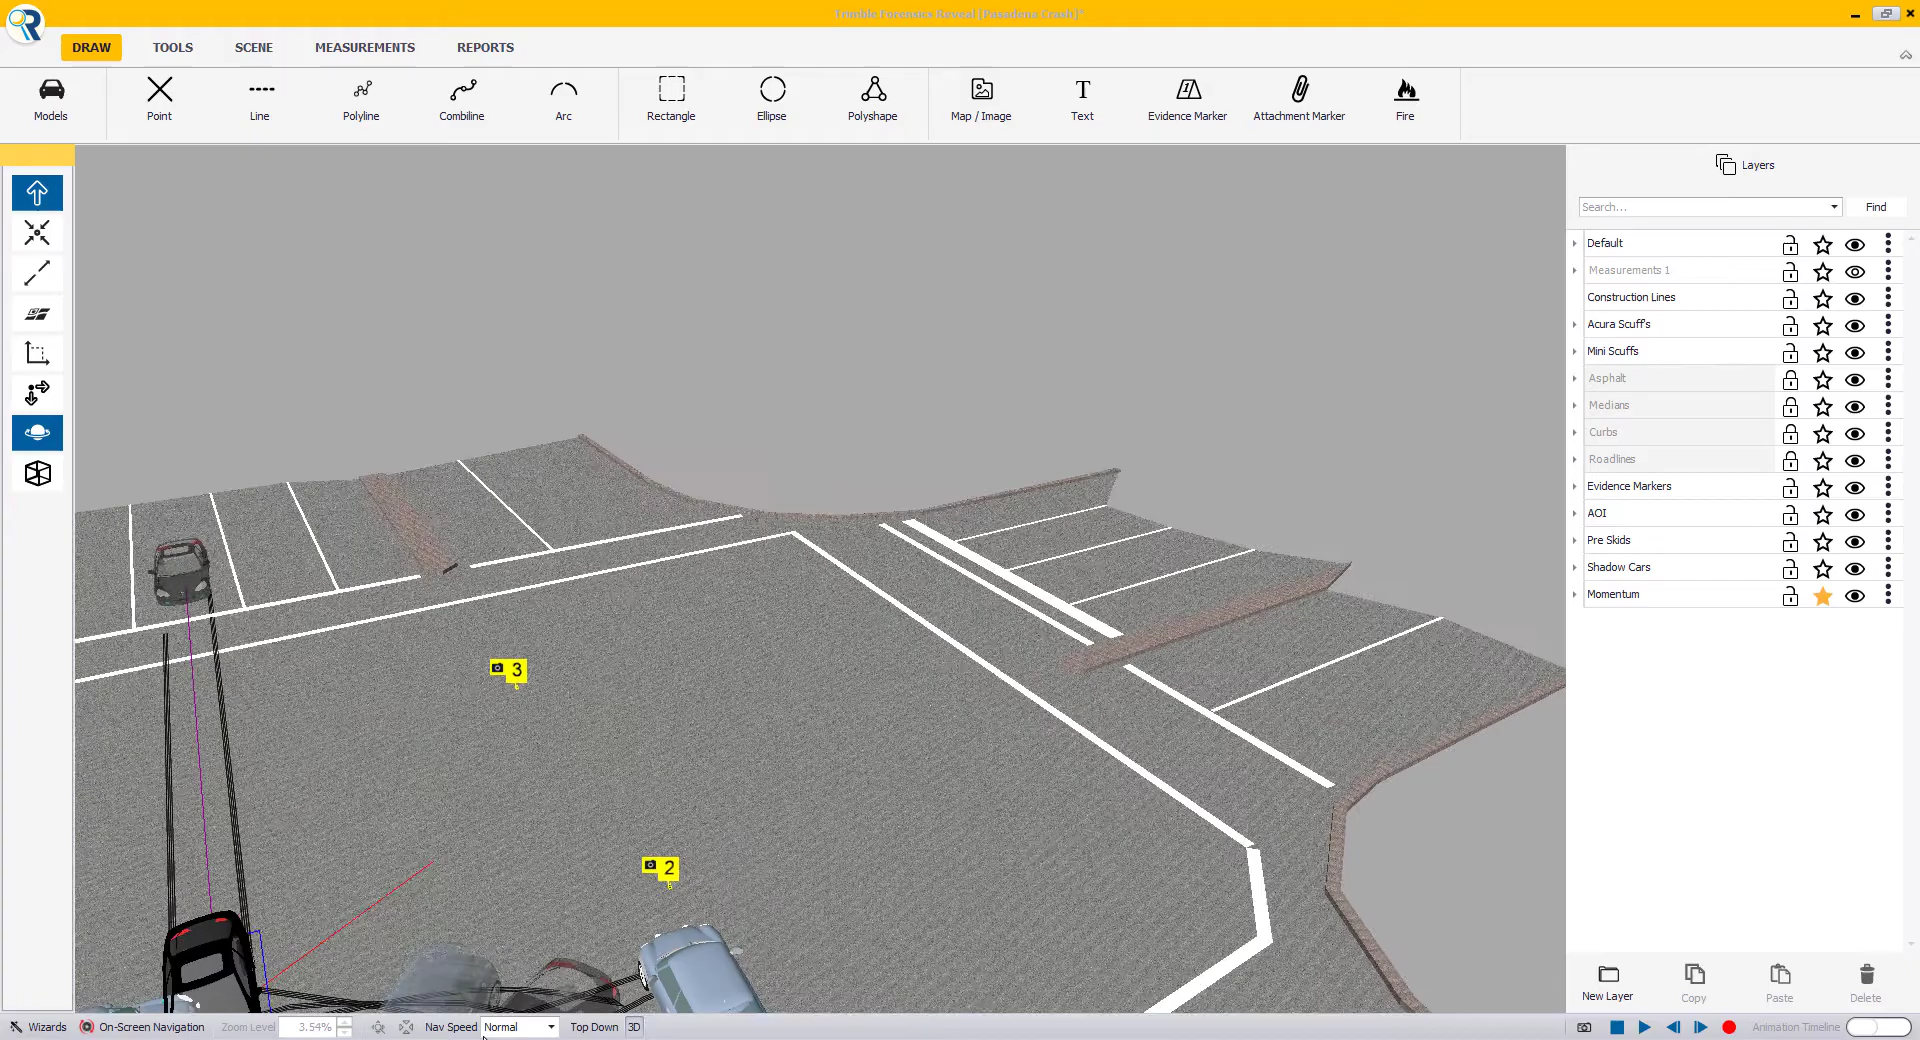 Trimble Forensics Reveal [Pasadena Crash]*
DRAW TOOLS SCENE MEASUREMENTS REPORTS
Models Point Line Polyline Combiline Arc Rectangle Ellipse Polyshape Map / Image Text Evidence Marker Attachment Marker Fire
Layers
Search... Find
Default
Measurements 1
Construction Lines
Acura Scuff's
Mini Scuffs
Asphalt
Medians
Curbs
Roadlines
Evidence Markers
AOI
Pre Skids
Shadow Cars
Momentum
3
2
New Layer Copy Paste Delete
Wizards On-Screen Navigation Zoom Level 3.54% Nav Speed Normal Top Down 3D Animation Timeline